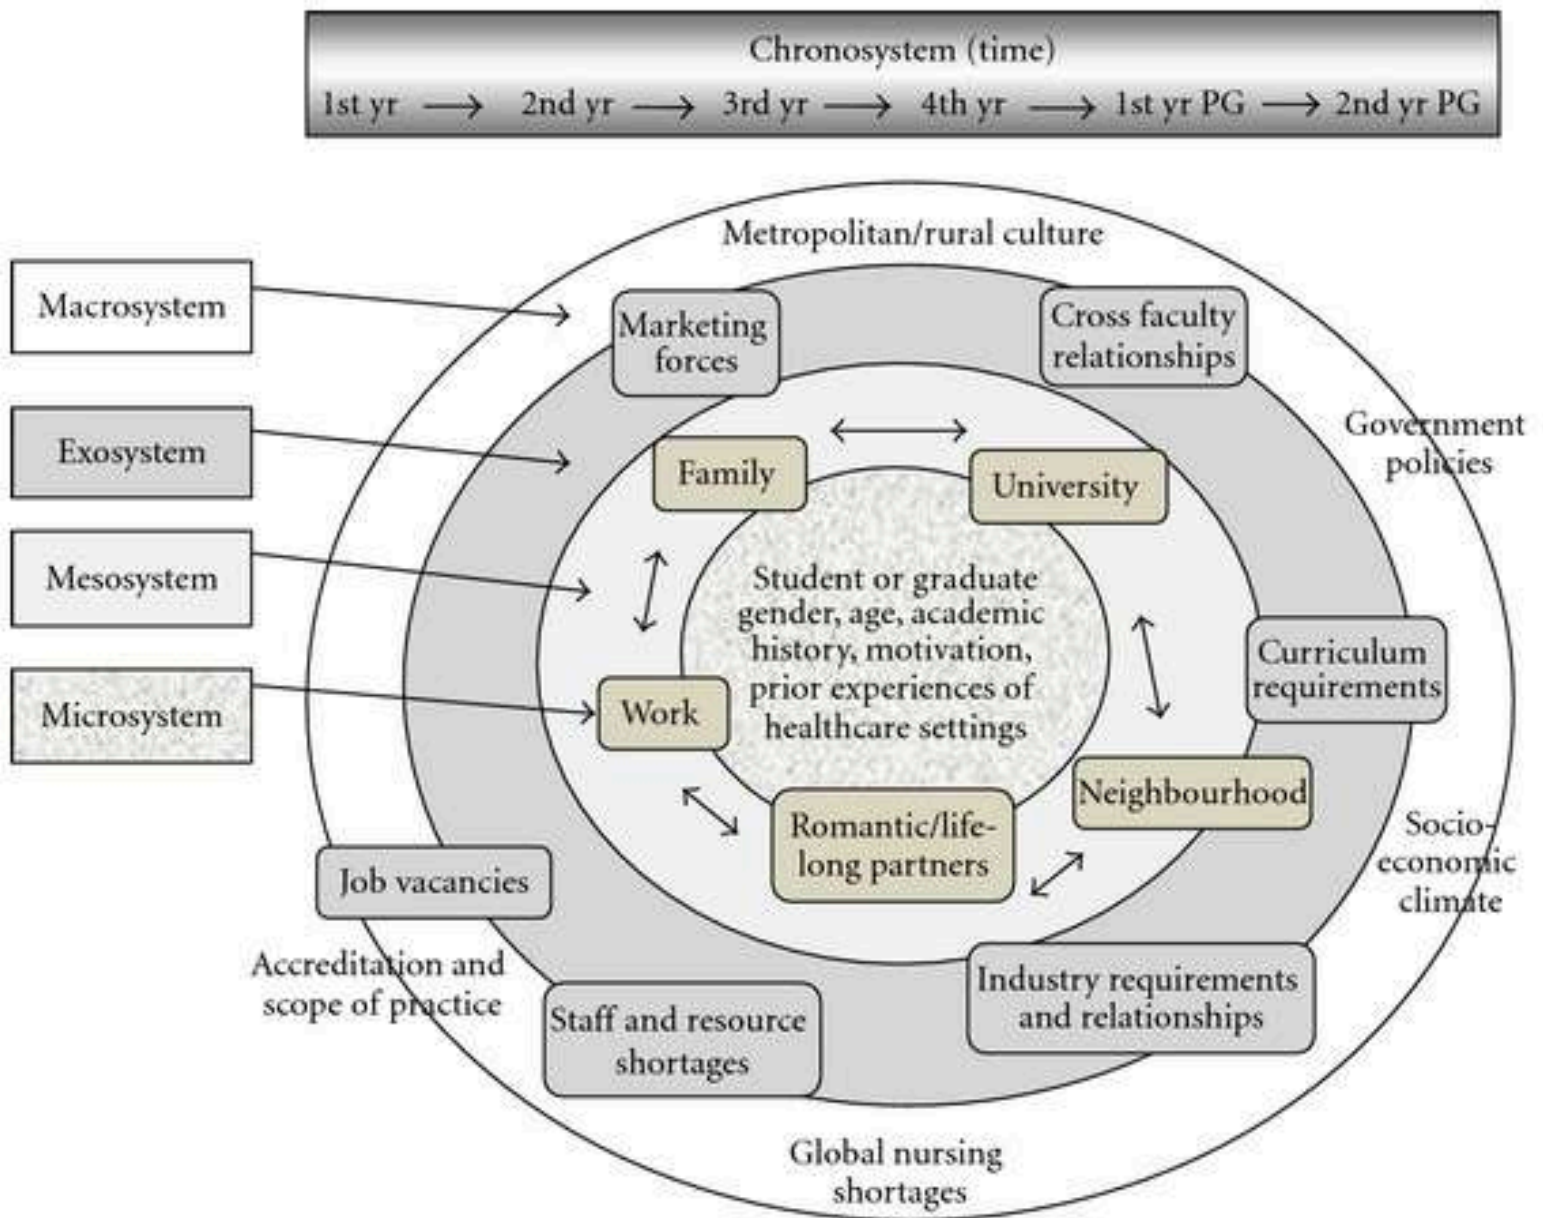 Chronosystem (time)
1st yr → 2nd yr → 3rd yr → 4th yr → 1st yr PG → 2nd yr PG
Metropolitan/rural culture
Macrosystem
Marketing
forces
Cross faculty
relationships
Exosystem
Government
policies
Family
University
Mesosystem
Student or graduate
gender, age, academic
history, motivation,
prior experiences of
healthcare settings
Curriculum
requirements
Microsystem
Work
Neighbourhood
Romantic/life-
long partners
Socio-
economic
climate
Job vacancies
Accreditation and
scope of practice
Staff and resource
shortages
Industry requirements
and relationships
Global nursing
shortages